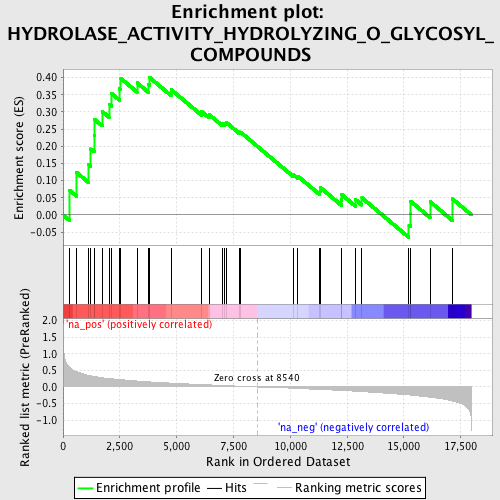 Enrichment plot:
HYDROLASE_ACTIVITY_HYDROLYZING_O_GLYCOSYL_
COMPOUNDS
Enrichment score (ES)
0.40
0.35
0.30
0.25
0.20
0.15
0.10
0.05
0.00
-0.05
'na_pos' (positively correlated)
Ranked list metric (PreRanked)
2.0
1.5
1.0
0.5
0.0
-0.5
-1.0
Zero cross at 8540
'na_neg' (negatively correlated)
0
2,500
5,000
7,500
10,000
12,500
15,000
17,500
Rank in Ordered Dataset
Enrichment profile
Hits
Ranking metric scores